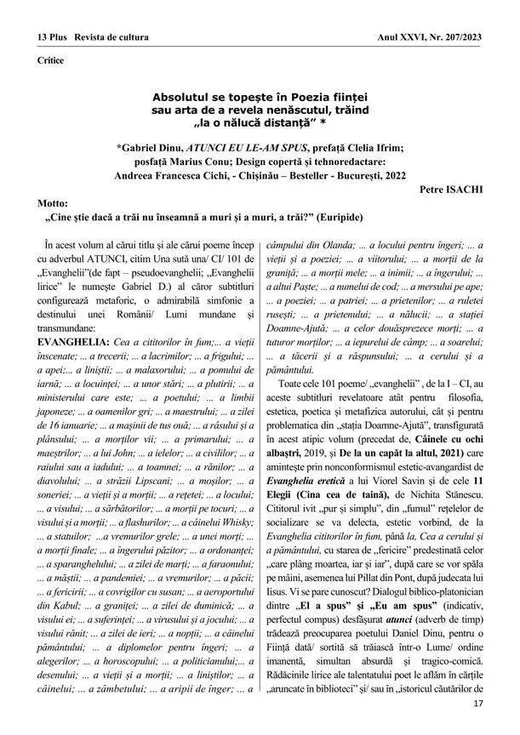 13 Plus Revista de cultura
Anul XXVI, Nr. 207/2023
Critice
Absolutul se topește în Poezia ființei
sau arta de a revela nenăscutul, trăind
„la o nălucă distanță” *
*Gabriel Dinu, ATUNCI EU LE-AM SPUS, prefață Clelia Ifrim;
posfață Marius Conu; Design copertă și tehnoredactare:
Andreea Francesca Cichi, - Chișinău – Besteller - București, 2022
Petre ISACHI
Motto:
„Cine știe dacă a trăi nu înseamnă a muri și a muri, a trăi?” (Euripide)
În acest volum al cărui titlu și ale cărui poeme încep
cu adverbul ATUNCI, citim Una sută una/ CI/ 101 de
„Evanghelii”(de fapt – pseudoevanghelii; „Evanghelii
lirice” le numește Gabriel D.) al căror subtitluri
configurează metaforic, o admirabilă simfonie a
destinului unei Românii/ Lumi mundane și
transmundane:
EVANGHELIA: Cea a cititorilor în fum;... a vieții
înscenate; ... a trecerii; ... a lacrimilor; ... a frigului; ...
a apei;... a liniștii; ... a malaxorului; ... a pomului de
iarnă; ... a locuinței; ... a unor stări; ... a plutirii; ... a
ministerului care este; ... a poetului; ... a limbii
japoneze; ... a oamenilor gri; ... a maestrului; ... a zilei
de 16 ianuarie; ... a mașinii de tus ouă; ... a râsului și a
plânsului; ... a morților vii; ... a primarului; ... a
maeștrilor; ... a lui John; ... a ielelor; ... a civililor; ... a
raiului sau a iadului; ... a toamnei; ... a rănilor; ... a
diavolului; ... a străzii Lipscani; ... a moșilor; ... a
soneriei; ... a vieții și a morții; ... a rețetei; ... a locului;
... a visului; ... a sărbătorilor; ... a morții pe tocuri; ... a
visului și a morții; ... a flashurilor; ... a câinelui Whisky;
... a statuilor; ...a vremurilor grele; ... a unei morți; ...
a morții finale; ... a îngerului păzitor; ... a ordonanței;
... a sparanghelului; ... a zilei de marți; ... a faraonului;
... a măștii; ... a pandemiei; ... a vremurilor; ... a păcii;
... a fericirii; ... a covrigilor cu susan; ... a aeroportului
din Kabul; ... a graniței; ... a zilei de duminică; ... a
visului ei; ... a suferinței; ... a virusului și a jocului; ... a
visului rănit; ... a zilei de ieri; ... a nopții; ... a câinelui
pământului; ... a diplomelor pentru îngeri; ... a
alegerilor; ... a horoscopului; ... a politicianului;... a
desenului; ... a vieții și a morții; ... a liniștilor; ... a
câinelui; ... a zâmbetului; ... a aripii de înger; ... a
câmpului din Olanda; ... a locului pentru îngeri; ... a
vieții și a poeziei; ... a viitorului; ... a morții de la
graniță; ... a morții mele; ... a inimii; ... a îngerului; ...
a altui Paște; ... a numelui de cod; ... a mersului pe ape;
... a poeziei; ... a patriei; ... a prietenilor; ... a ruletei
rusești; ... a prietenului; ... a nălucii; ... a stației
Doamne-Ajută; ... a celor douăsprezece morți; ... a
tuturor morților; ... a iepurelui de câmp; ... a soarelui;
... a tăcerii și a răspunsului; ... a cerului și a
pământului.
Toate cele 101 poeme/ „evanghelii” , de la I – CI, au
aceste subtitluri revelatoare atât pentru filosofia,
estetica, poetica și metafizica autorului, cât și pentru
problematica din „stația Doamne-Ajută”, transfigurată
în acest atipic volum (precedat de, Câinele cu ochi
albaștri, 2019, și De la un capăt la altul, 2021) care
amintește prin nonconformismul estetic-avangardist de
Evanghelia eretică a lui Viorel Savin și de cele 11
Elegii (Cina cea de taină), de Nichita Stănescu.
Cititorul ivit „pur și simplu”, din „fumul” rețelelor de
socializare se va delecta, estetic vorbind, de la
Evanghelia cititorilor în fum, până la, Cea a cerului și
a pământului, cu starea de „fericire” predestinată celor
„care plâng moartea, iar și iar”, după care se vor spăla
pe mâini, asemenea lui Pillat din Pont, după judecata lui
Iisus. Vi se pare cunoscut? Dialogul biblico-platonician
dintre „El a spus” și „Eu am spus” (indicativ,
perfectul compus) desfășurat atunci (adverb de timp)
trădează preocuparea poetului Daniel Dinu, pentru o
Ființă dată/ sortită să trăiască într-o Lume/ ordine
imanentă, simultan absurdă și tragico-comică.
Rădăcinile lirice ale talentatului poet le aflăm în cărțile
„aruncate în biblioteci” și/ sau în „istoricul căutărilor de
17